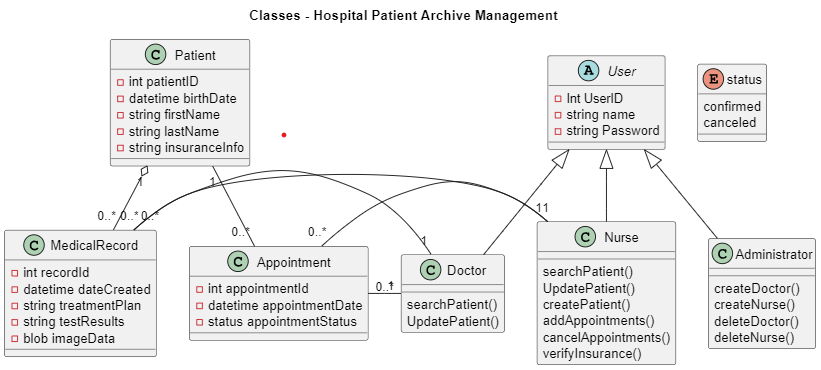 Classes - Hospital Patient Archive Management
C Patient
int patientID
datetime birthDate
string firstName
string lastName
string insuranceInfo
A User
Int UserID
string name
string Password
E status
confirmed
canceled
1
1
0..* 0..* 0..*
0..*
0..*
1
11
C MedicalRecord
int recordId
datetime dateCreated
string treatmentPlan
string testResults
blob imageData
C Appointment
int appointmentId
datetime appointmentDate
status appointmentStatus
0..*
1
C Doctor
searchPatient()
UpdatePatient()
C Nurse
searchPatient()
UpdatePatient()
createPatient()
addAppointments()
cancelAppointments()
verifyInsurance()
C Administrator
createDoctor()
createNurse()
deleteDoctor()
deleteNurse()